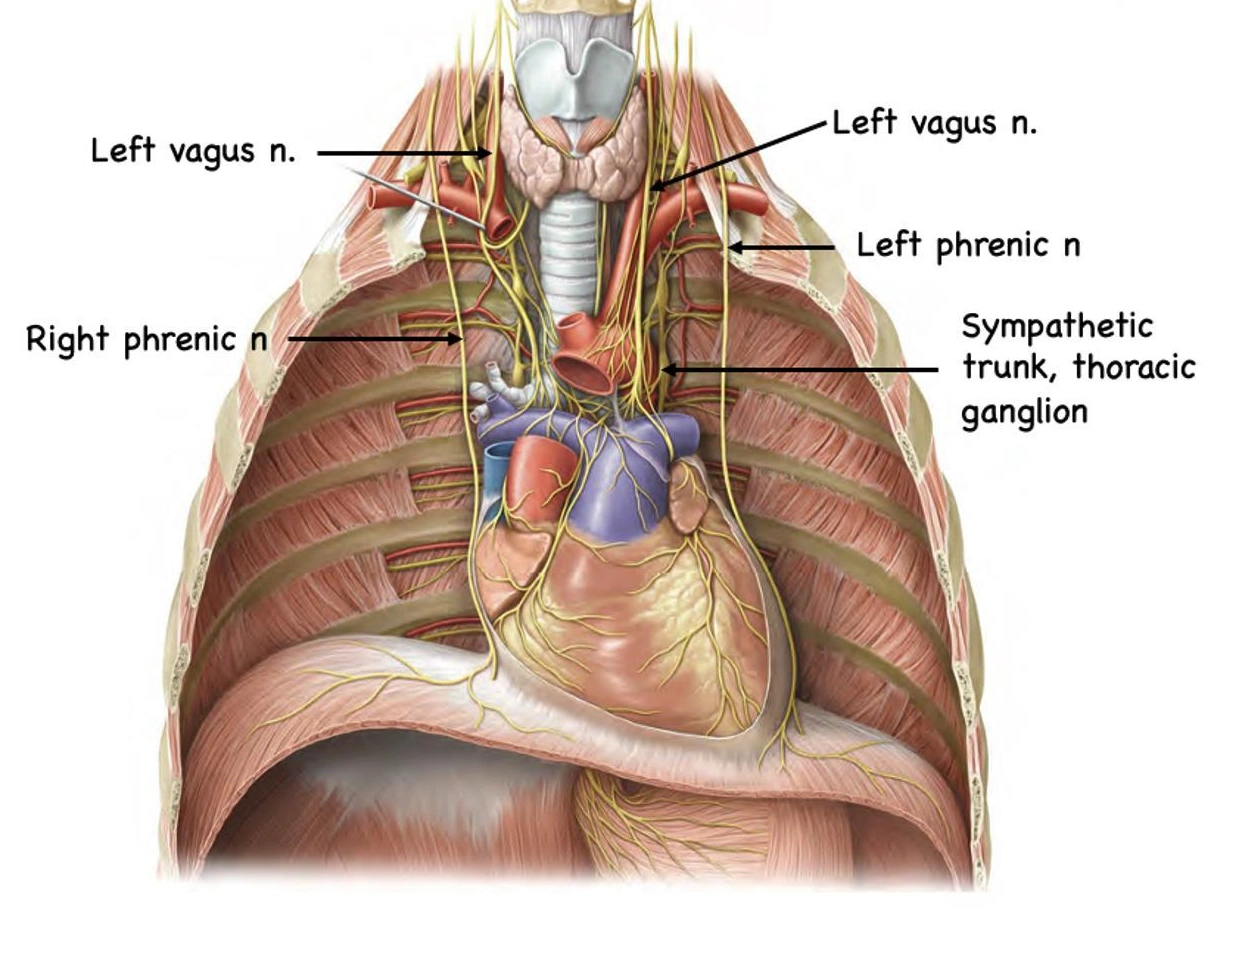 Left vagus n.
Left vagus n.
Left phrenic n
Right phrenic n
Sympathetic
trunk, thoracic
ganglion